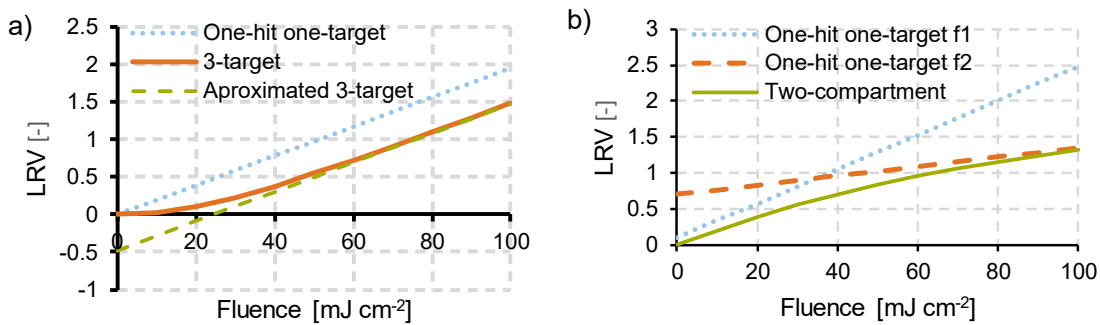 a)
2.5
2
1.5
1
0.5
0
-0.5
-1
LRV [-]
One-hit one-target
3-target
Aproximated 3-target
0 20 40 60 80 100
Fluence [mJ cm-2]
b)
3
2.5
2
1.5
1
0.5
0
LRV [-]
One-hit one-target f1
One-hit one-target f2
Two-compartment
0 20 40 60 80 100
Fluence [mJ cm-2]